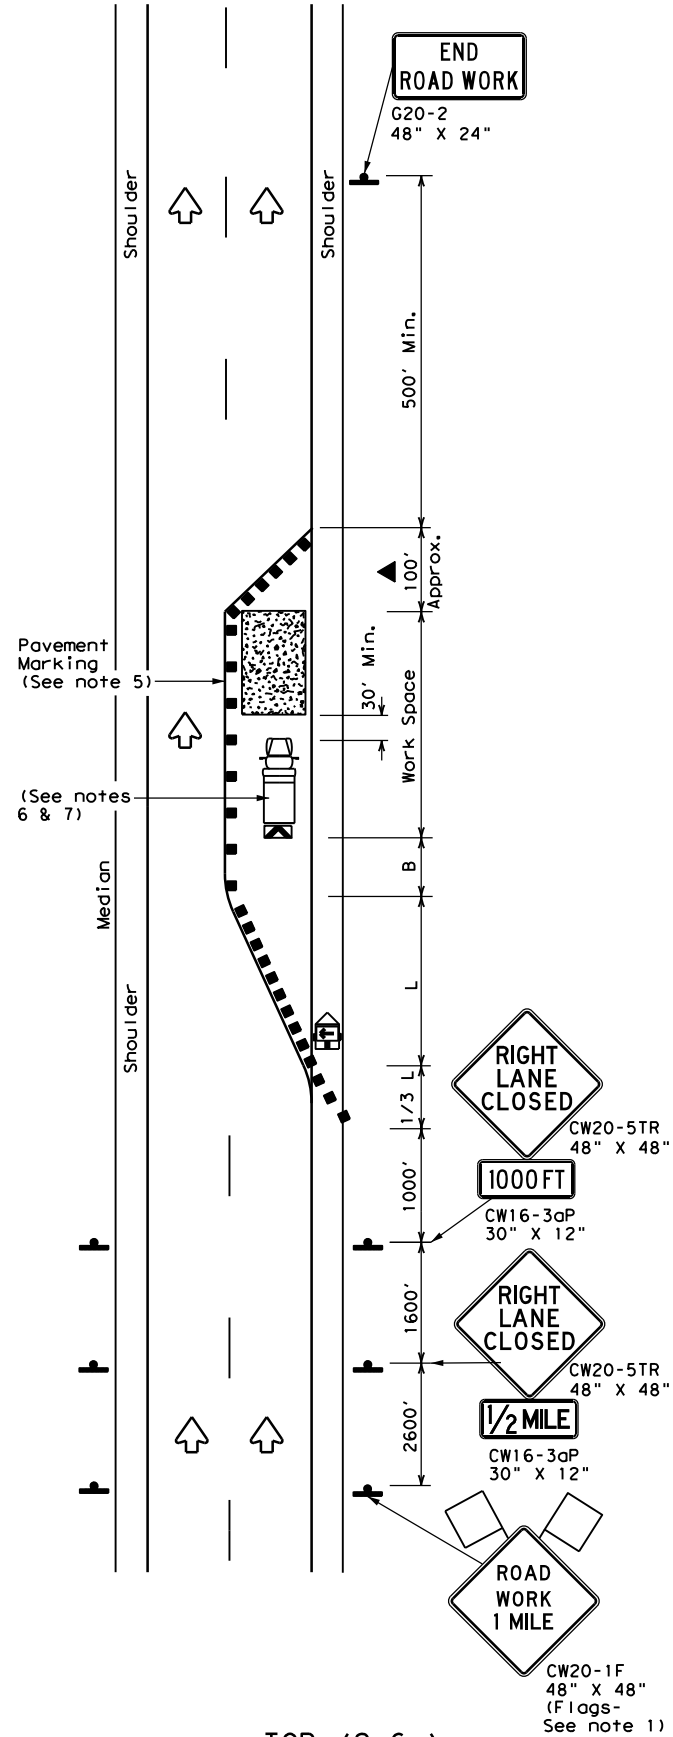 END
ROAD WORK
G20-2
48" X 24"
Shoulder
Shoulder
500' Min.
100'
Approx.
Pavement
Marking
(See note 5)
30' Min.
Work Space
(See notes
6 & 7)
B
Median
L
Shoulder
1/3 L
RIGHT
LANE
CLOSED
CW20-5TR
48" X 48"
1000 FT
CW16-3aP
30" X 12"
1000'
1600'
RIGHT
LANE
CLOSED
CW20-5TR
48" X 48"
1/2 MILE
CW16-3aP
30" X 12"
2600'
ROAD
WORK
1 MILE
CW20-1F
48" X 48"
(Flags-
See note 1)